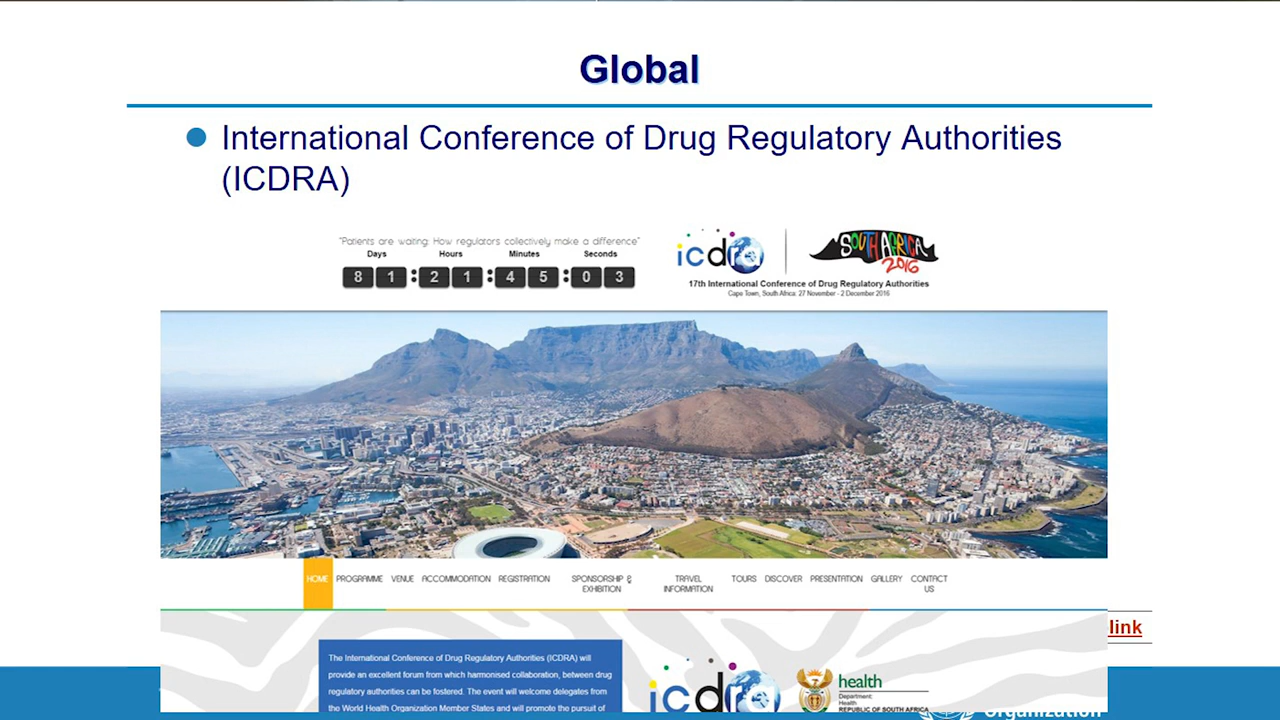 Global
International Conference of Drug Regulatory Authorities
(ICDRA)
"Patients are waiting: How regulators collectively make a difference"
Days Hours Minutes Seconds
8 1 : 2 1 : 4 5 : 0 3
icdra
SOUTH AFRICA
2016
17th International Conference of Drug Regulatory Authorities
Cape Town, South Africa: 27 November - 2 December 2016
HOME PROGRAMME VENUE ACCOMMODATION REGISTRATION SPONSORSHIP & EXHIBITION TRAVEL INFORMATION TOURS DISCOVER PRESENTATION GALLERY CONTACT US
link
The International Conference of Drug Regulatory Authorities (ICDRA) will
provide an excellent forum from which harmonised collaboration, between drug
regulatory authorities can be fostered. The event will welcome delegates from
the World Health Organization Member States and will promote the pursuit of
icdra
health
Department:
Health
REPUBLIC OF SOUTH AFRICA
Organization